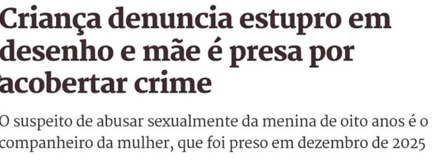 Criança denuncia estupro em
desenho e mãe é presa por
acobertar crime
O suspeito de abusar sexualmente da menina de oito anos é o
companheiro da mulher, que foi preso em dezembro de 2025